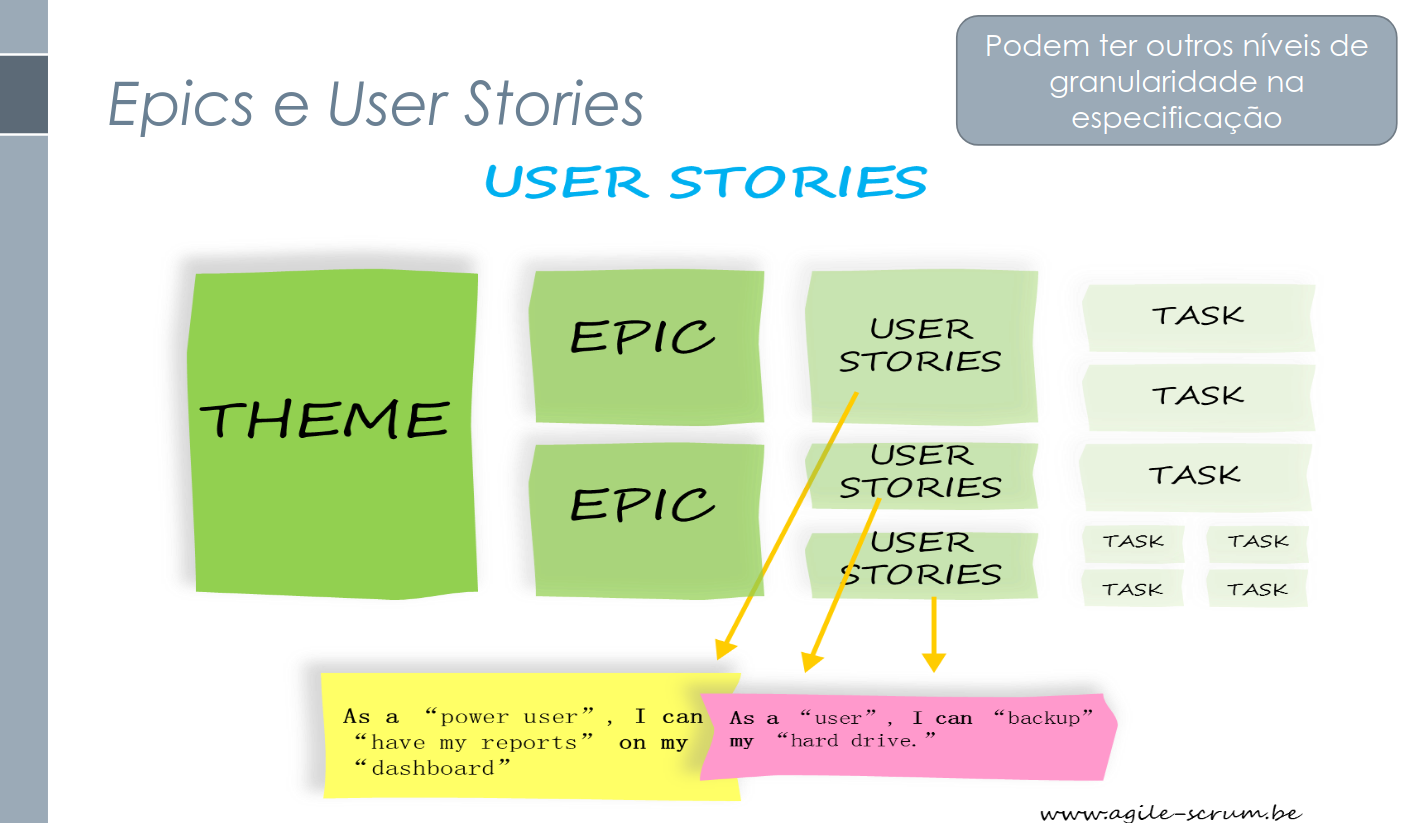 Podem ter outros níveis de
granularidade na
especificação
Epics e User Stories
USER STORIES
THEME
EPIC
EPIC
USER
STORIES
USER
STORIES
USER
STORIES
TASK
TASK
TASK
TASK
TASK
TASK
TASK
As a “power user”, I can
“have my reports” on my
“dashboard”
As a “user”, I can “backup”
my “hard drive.”
www.agile-scrum.be